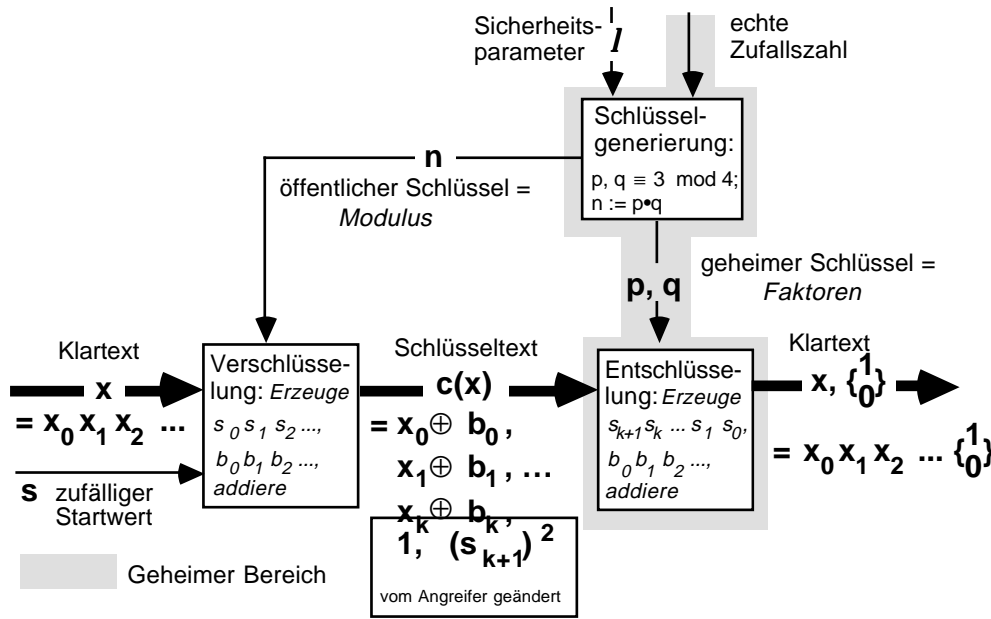 Sicherheits-
parameter l
echte
Zufallszahl
Schlüssel-
generierung:
p, q ≡ 3 mod 4;
n := p•q
n
öffentlicher Schlüssel =
Modulus
geheimer Schlüssel =
Faktoren
p, q
Klartext
x
= x0 x1 x2 ...
s zufälliger
Startwert
Verschlüsse-
lung: Erzeuge
s0 s1 s2 ...,
b0 b1 b2 ...,
addiere
Schlüsseltext
c(x)
= x0 ⊕ b0 ,
x1 ⊕ b1 , ...
xk ⊕ bk ,
1, (sk+1)2
vom Angreifer geändert
Entschlüsse-
lung: Erzeuge
sk+1 sk ... s1 s0,
b0 b1 b2 ...,
addiere
Klartext
x, {1 0}
= x0 x1 x2 ... {1 0}
Geheimer Bereich